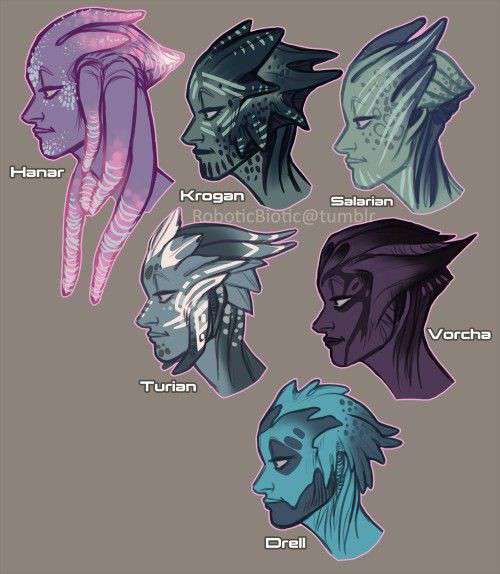 Hanar
Krogan
Salarian
RoboticBiotic@tumblr
Turian
Vorcha
Drell